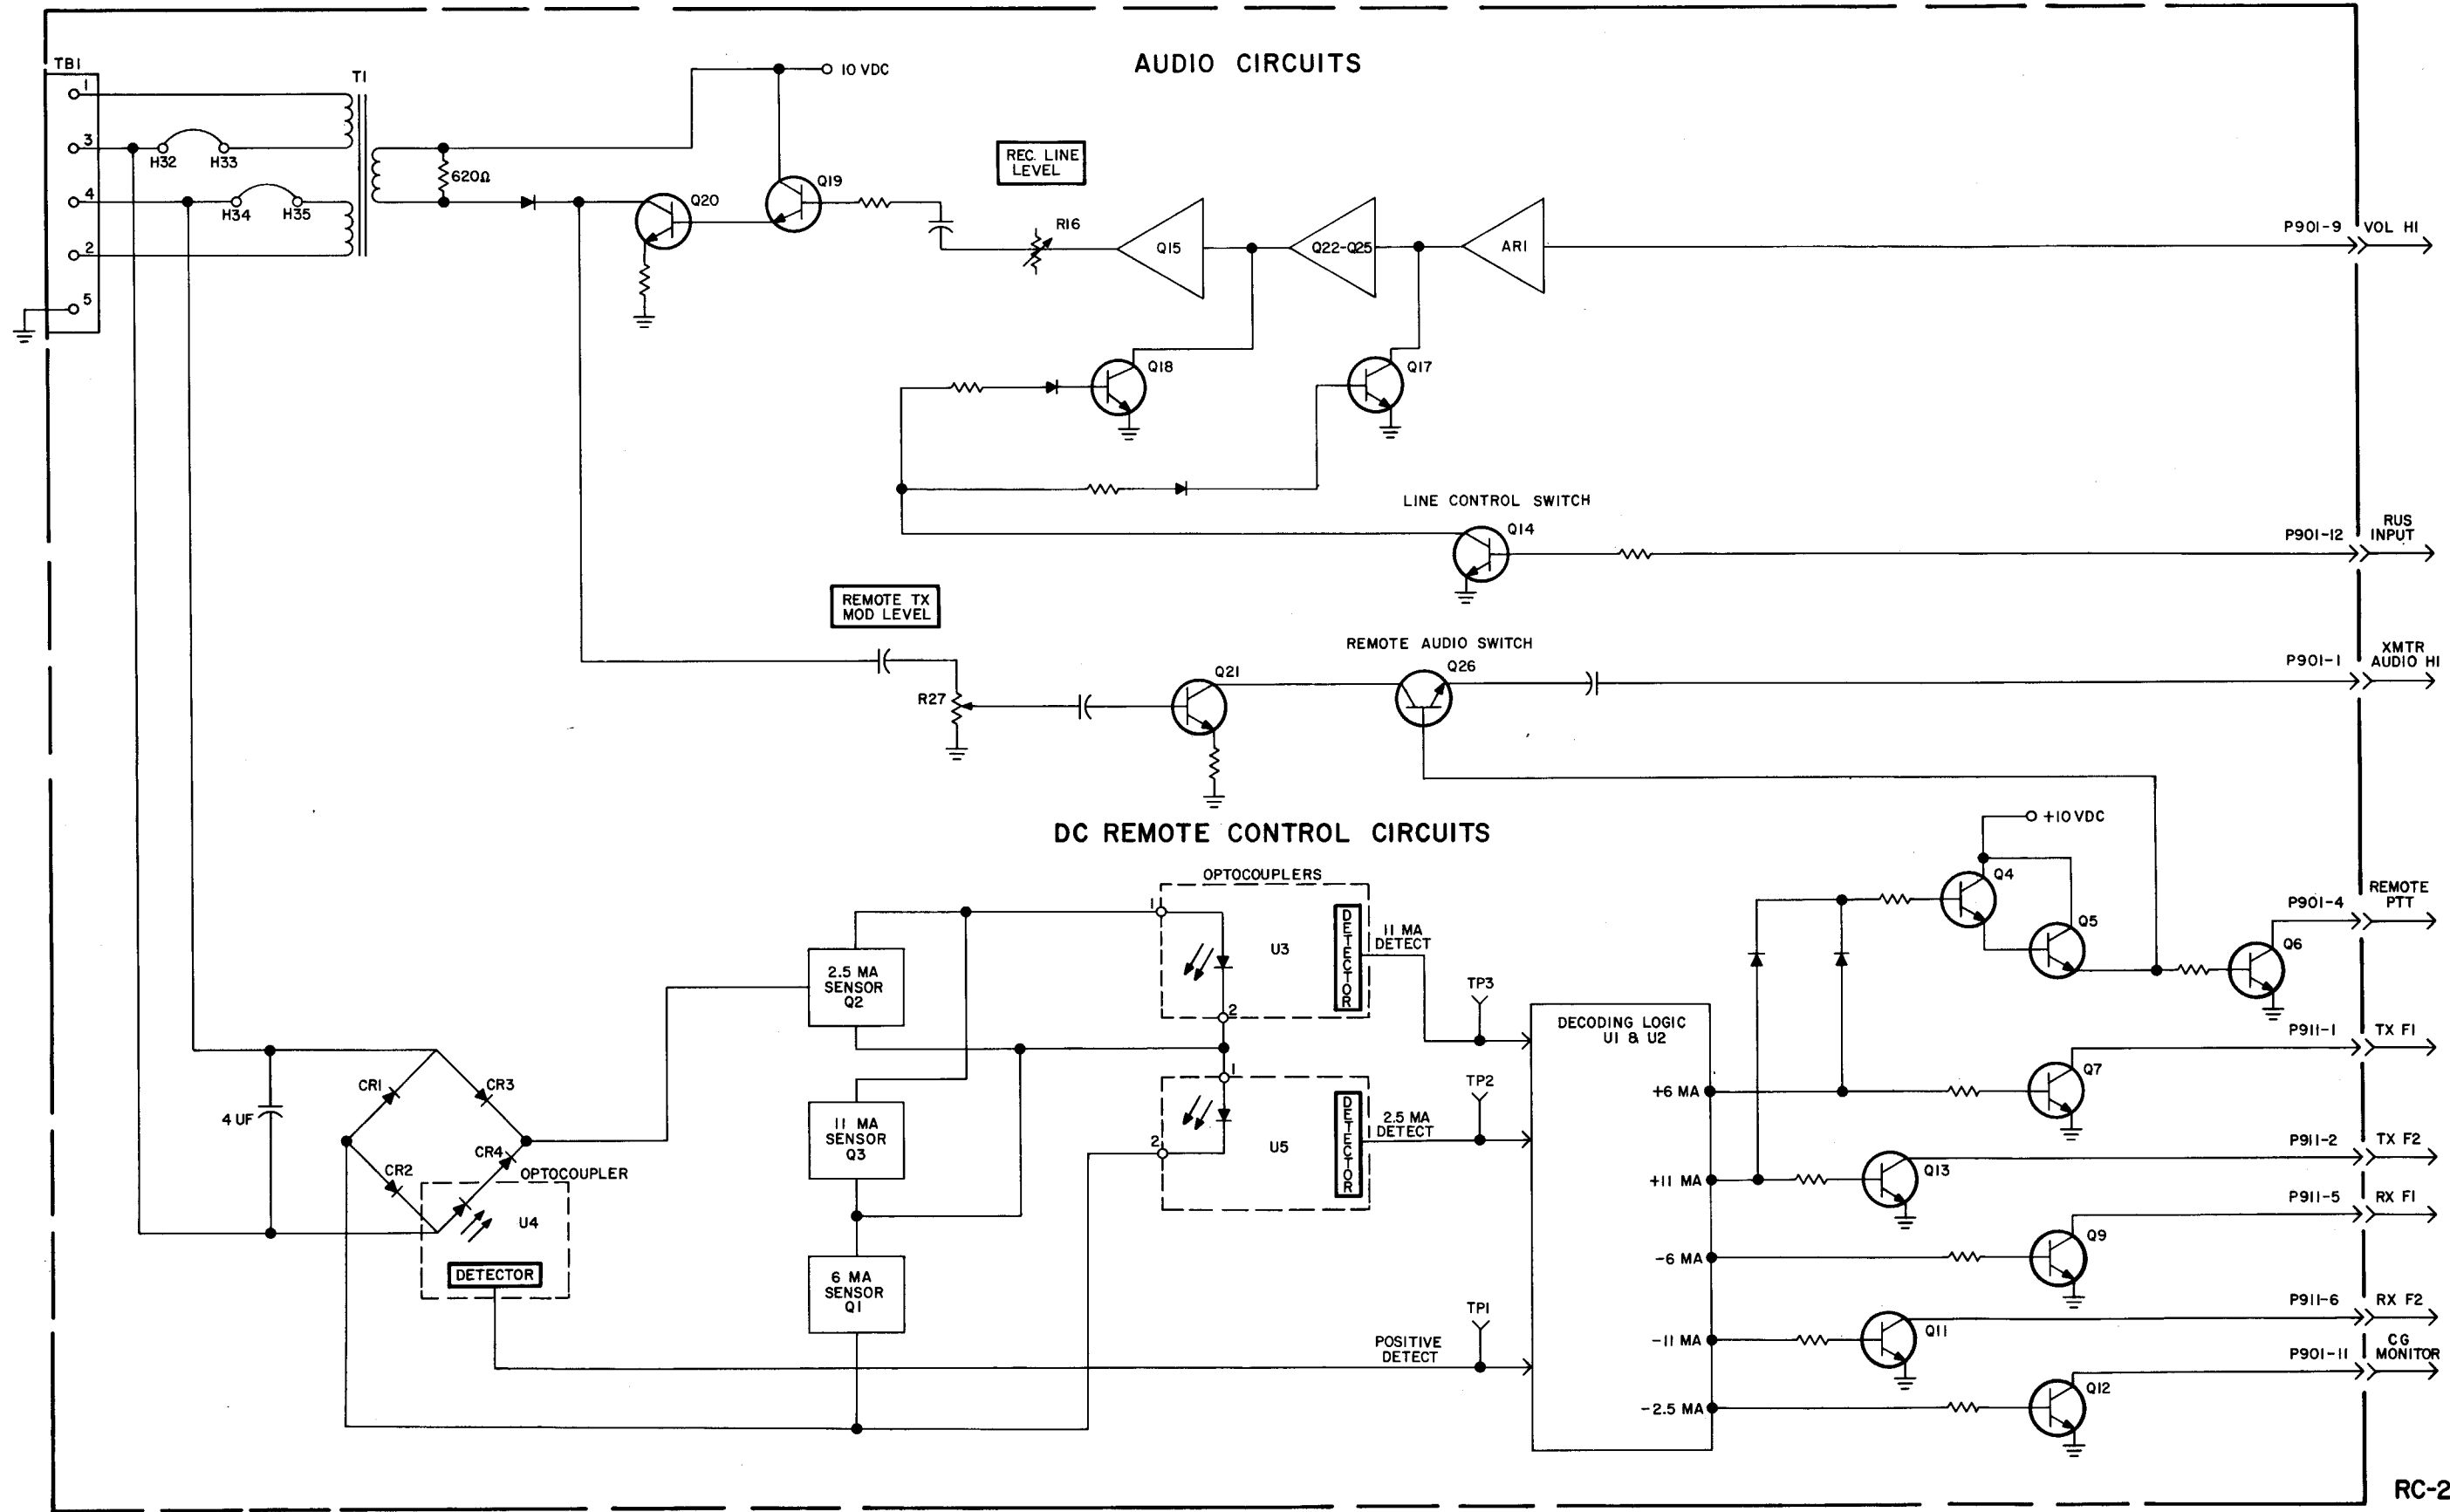 AUDIO CIRCUITS
TB1
1
3
4
2
5
H32
H33
H34
H35
T1
620Ω
10 VDC
Q20
Q19
REC. LINE
LEVEL
R16
Q15
Q22-Q25
AR1
P901-9
VOL HI
Q18
Q17
LINE CONTROL SWITCH
Q14
P901-12
RUS
INPUT
REMOTE TX
MOD LEVEL
R27
Q21
REMOTE AUDIO SWITCH
Q26
P901-1
XMTR
AUDIO HI
DC REMOTE CONTROL CIRCUITS
+10VDC
Q4
Q5
Q6
P901-4
REMOTE
PTT
OPTOCOUPLERS
1
U3
DETECTOR
2
11 MA
DETECT
TP3
2.5 MA
SENSOR
Q2
11 MA
SENSOR
Q3
6 MA
SENSOR
Q1
1
U5
DETECTOR
2
2.5 MA
DETECT
TP2
4 UF
CR1
CR3
CR2
CR4
OPTOCOUPLER
U4
DETECTOR
POSITIVE
DETECT
TP1
DECODING LOGIC
U1 & U2
+6 MA
+11 MA
-6 MA
-11 MA
-2.5 MA
Q7
P911-1
TX F1
Q13
P911-2
TX F2
Q9
P911-5
RX F1
Q11
P911-6
RX F2
Q12
P901-11
CG
MONITOR
RC-2